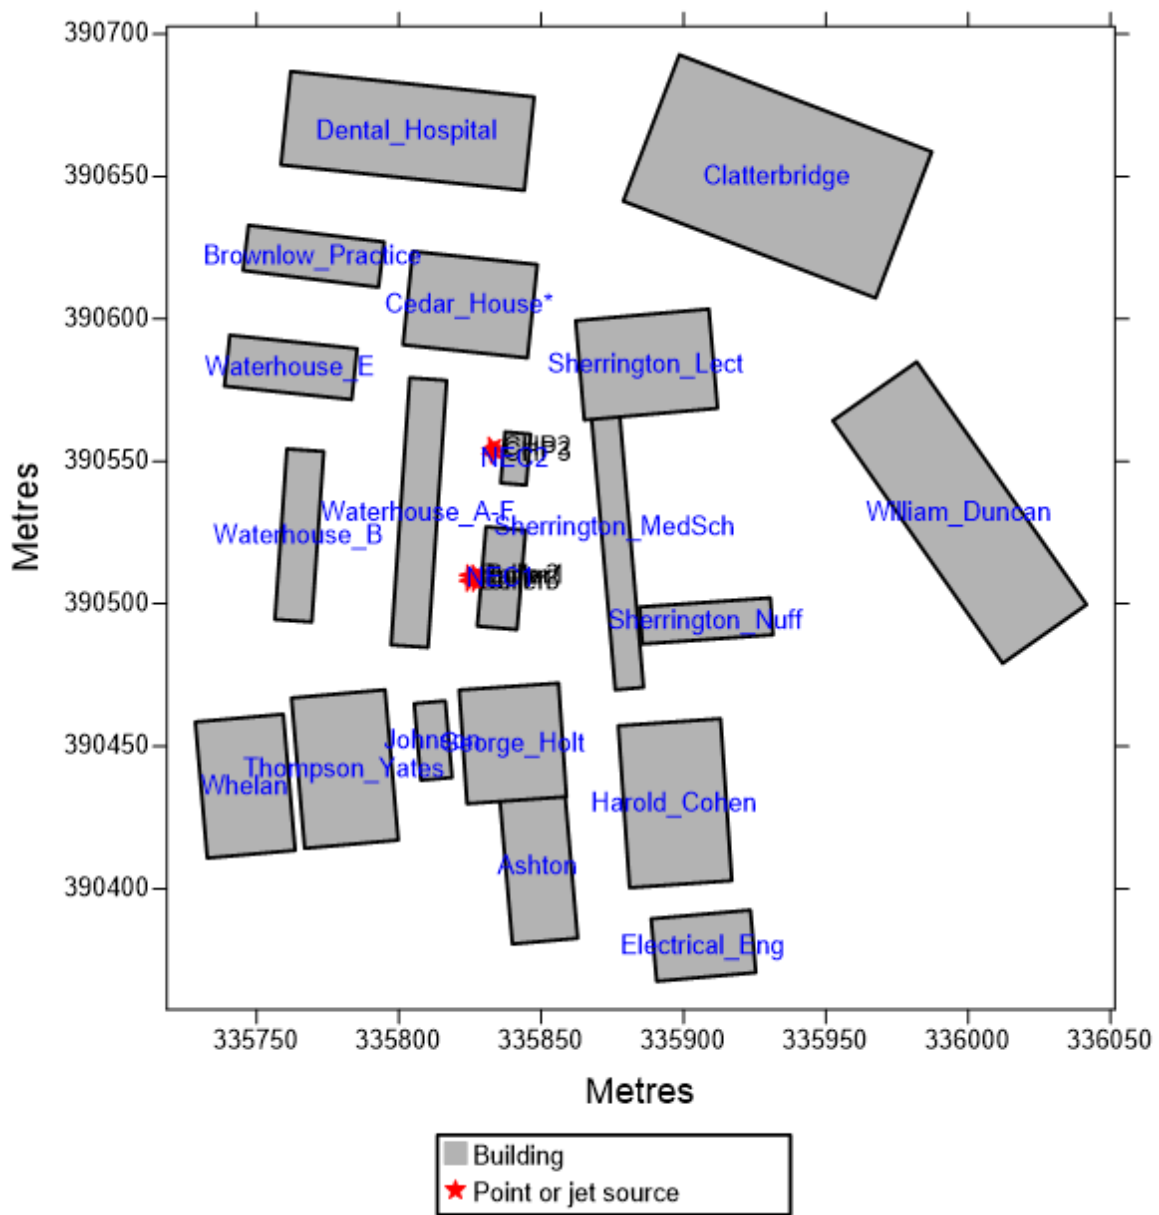 390700
Dental_Hospital
Clatterbridge
390650
Brownlow_Practice
Cedar_House*
390600
Sherrington_Lect
Waterhouse_E
390550
CHP2
NEC2
Waterhouse_A-F
Sherrington_MedSch
William_Duncan
Waterhouse_B
390500
Sherrington_Nuff
390450
Johnson
George_Holt
Thompson_Yates
Whelan
Harold_Cohen
390400
Ashton
Electrical_Eng
Metres
335750 335800 335850 335900 335950 336000 336050
Metres
Building
Point or jet source